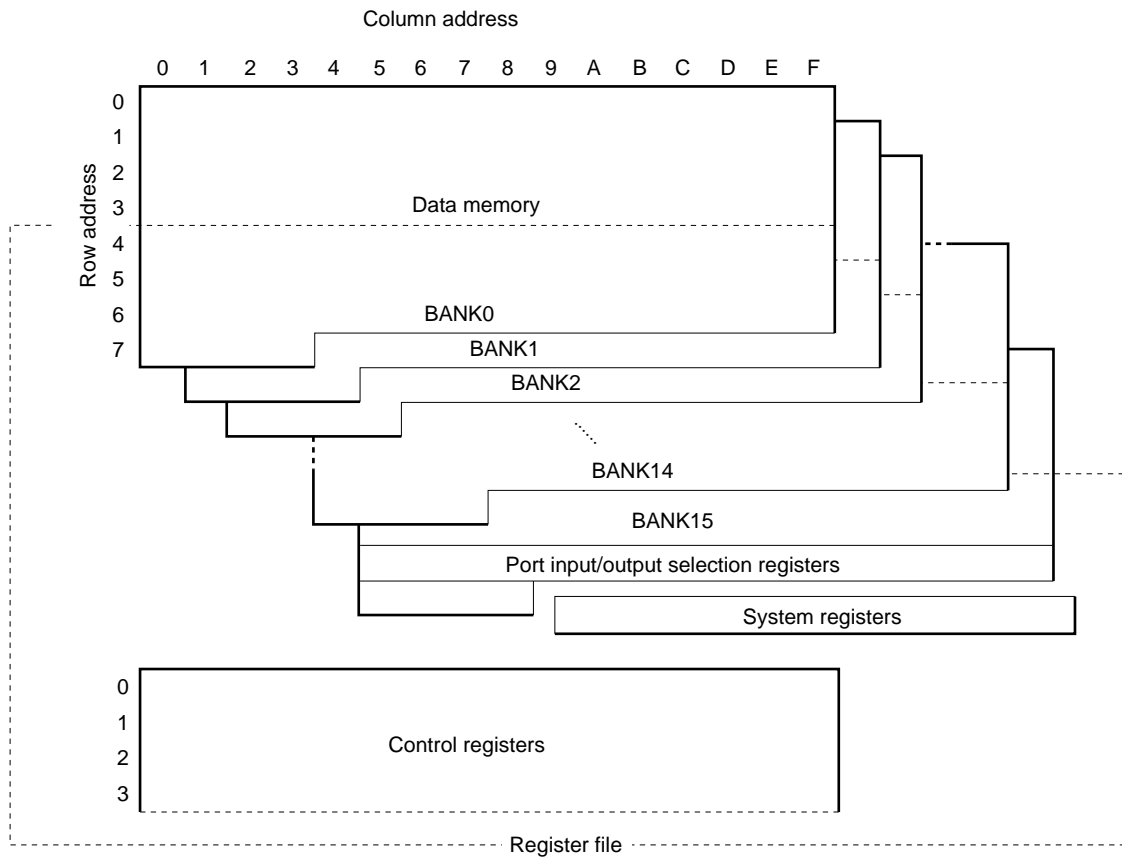 Column address
0 1 2 3 4 5 6 7 8 9 A B C D E F
Row address
0
1
2
3
4
5
6
7
Data memory
BANK0
BANK1
BANK2
BANK14
BANK15
Port input/output selection registers
System registers
0
1
2
3
Control registers
Register file